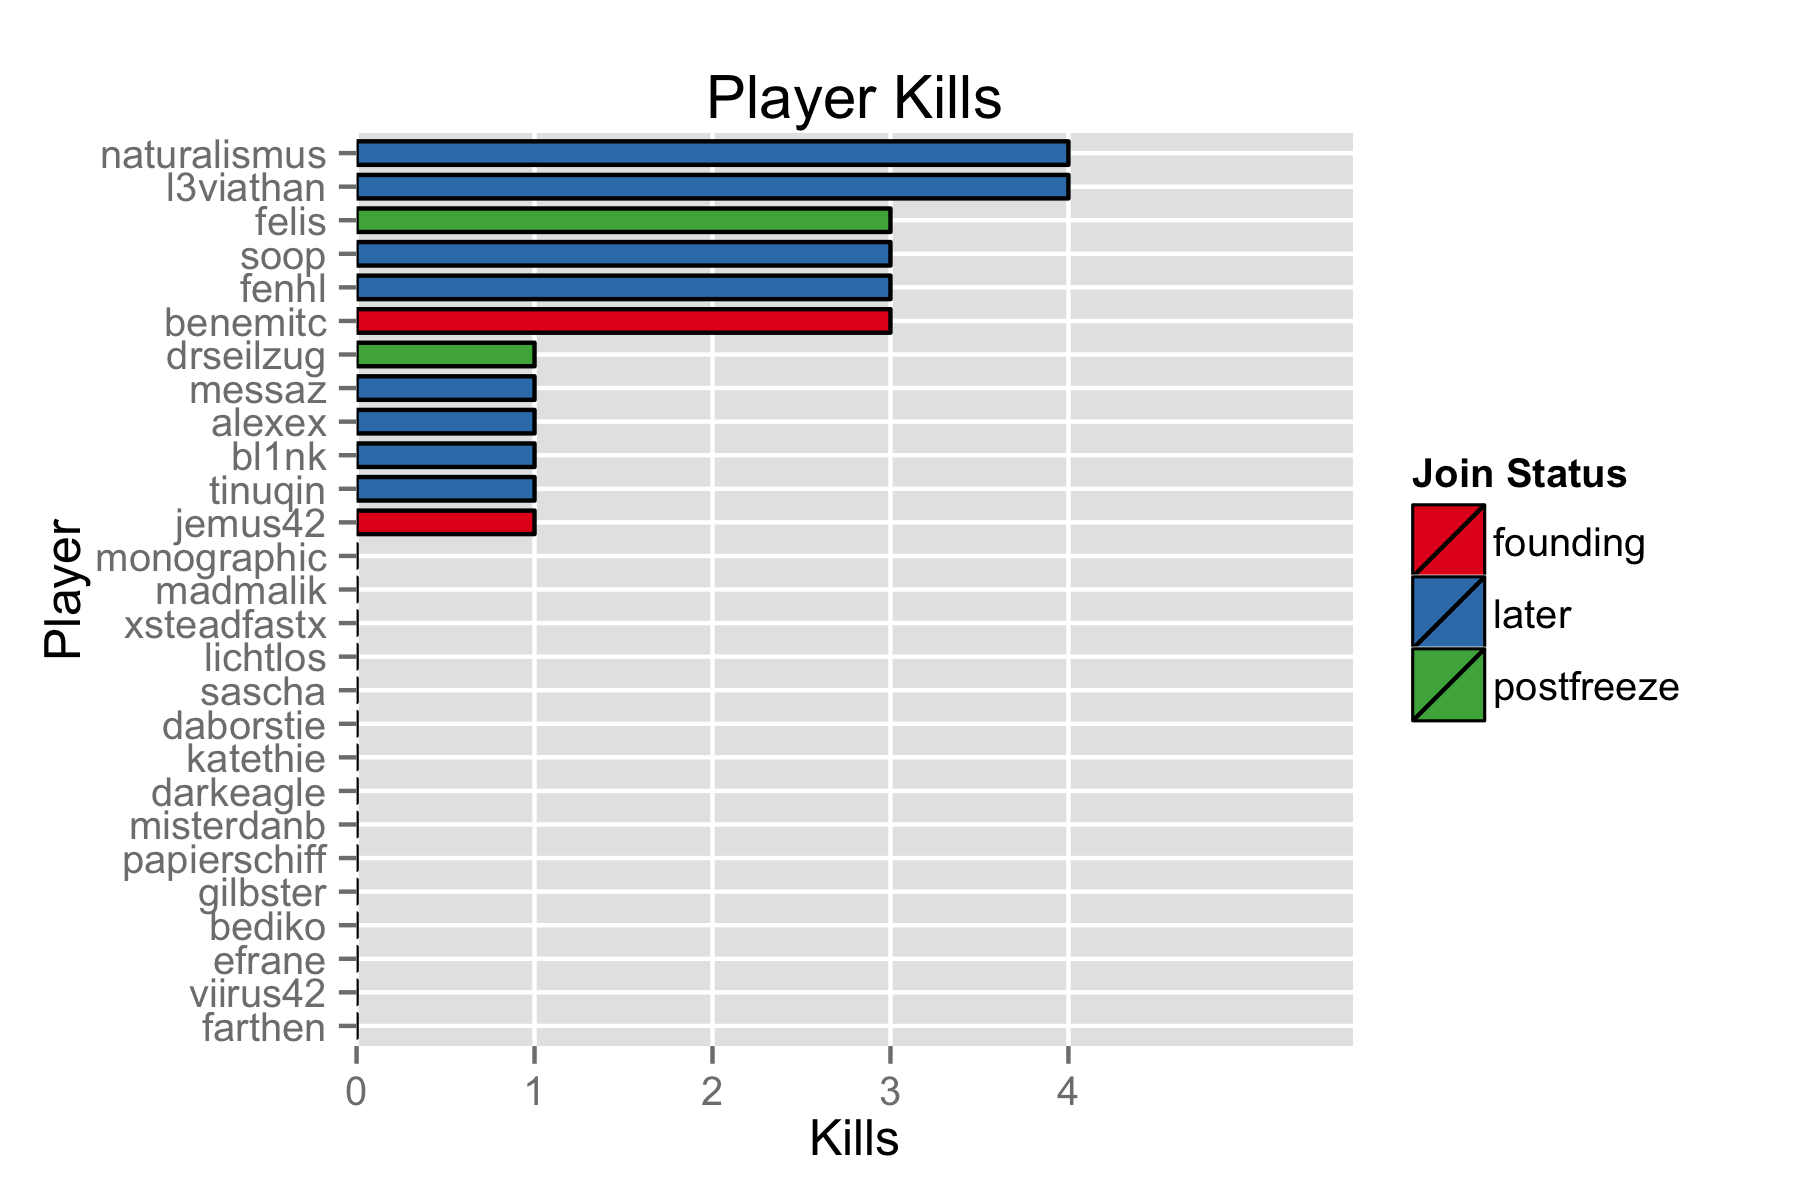 Player Kills
naturalismus
l3viathan
felis
soop
fenhl
benemitc
drseilzug
messaz
alexex
bl1nk
tinuqin
jemus42
monographic
madmalik
xsteadfastx
lichtlos
sascha
daborstie
katethie
darkeagle
misterdanb
papierschiff
gilbster
bediko
efrane
viirus42
farthen
Player
0 1 2 3 4
Kills
Join Status
founding
later
postfreeze